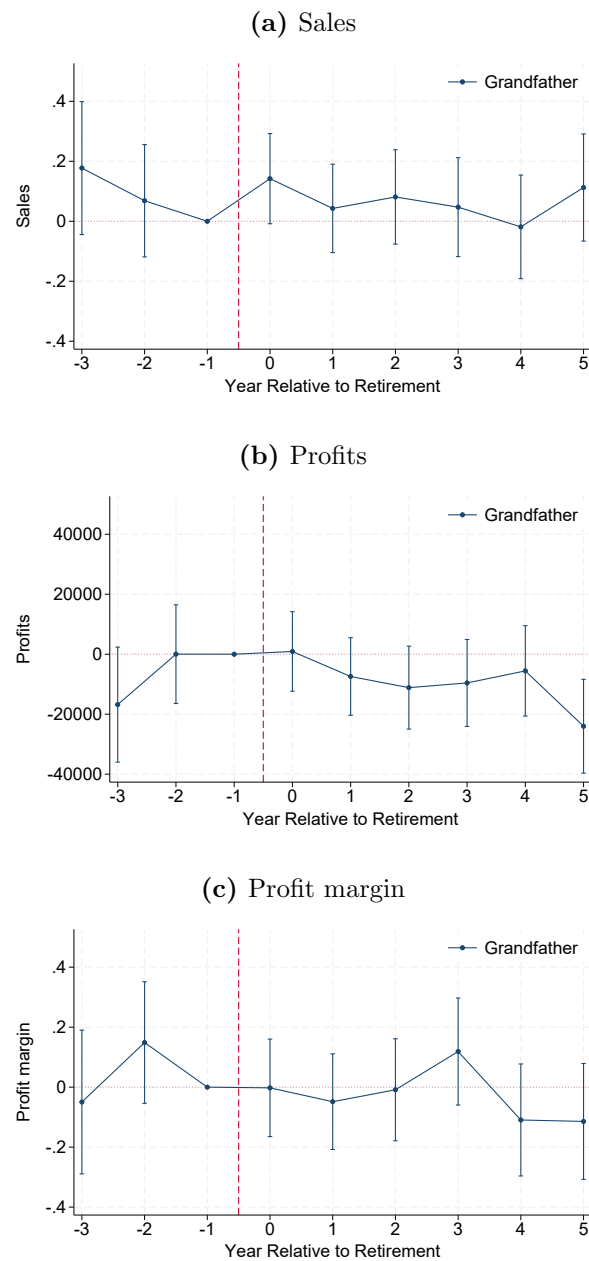 (a) Sales
Grandfather
.4
.2
0
-.2
-.4
Sales
-3 -2 -1 0 1 2 3 4 5
Year Relative to Retirement
(b) Profits
Grandfather
40000
20000
0
-20000
-40000
Profits
-3 -2 -1 0 1 2 3 4 5
Year Relative to Retirement
(c) Profit margin
Grandfather
.4
.2
0
-.2
-.4
Profit margin
-3 -2 -1 0 1 2 3 4 5
Year Relative to Retirement